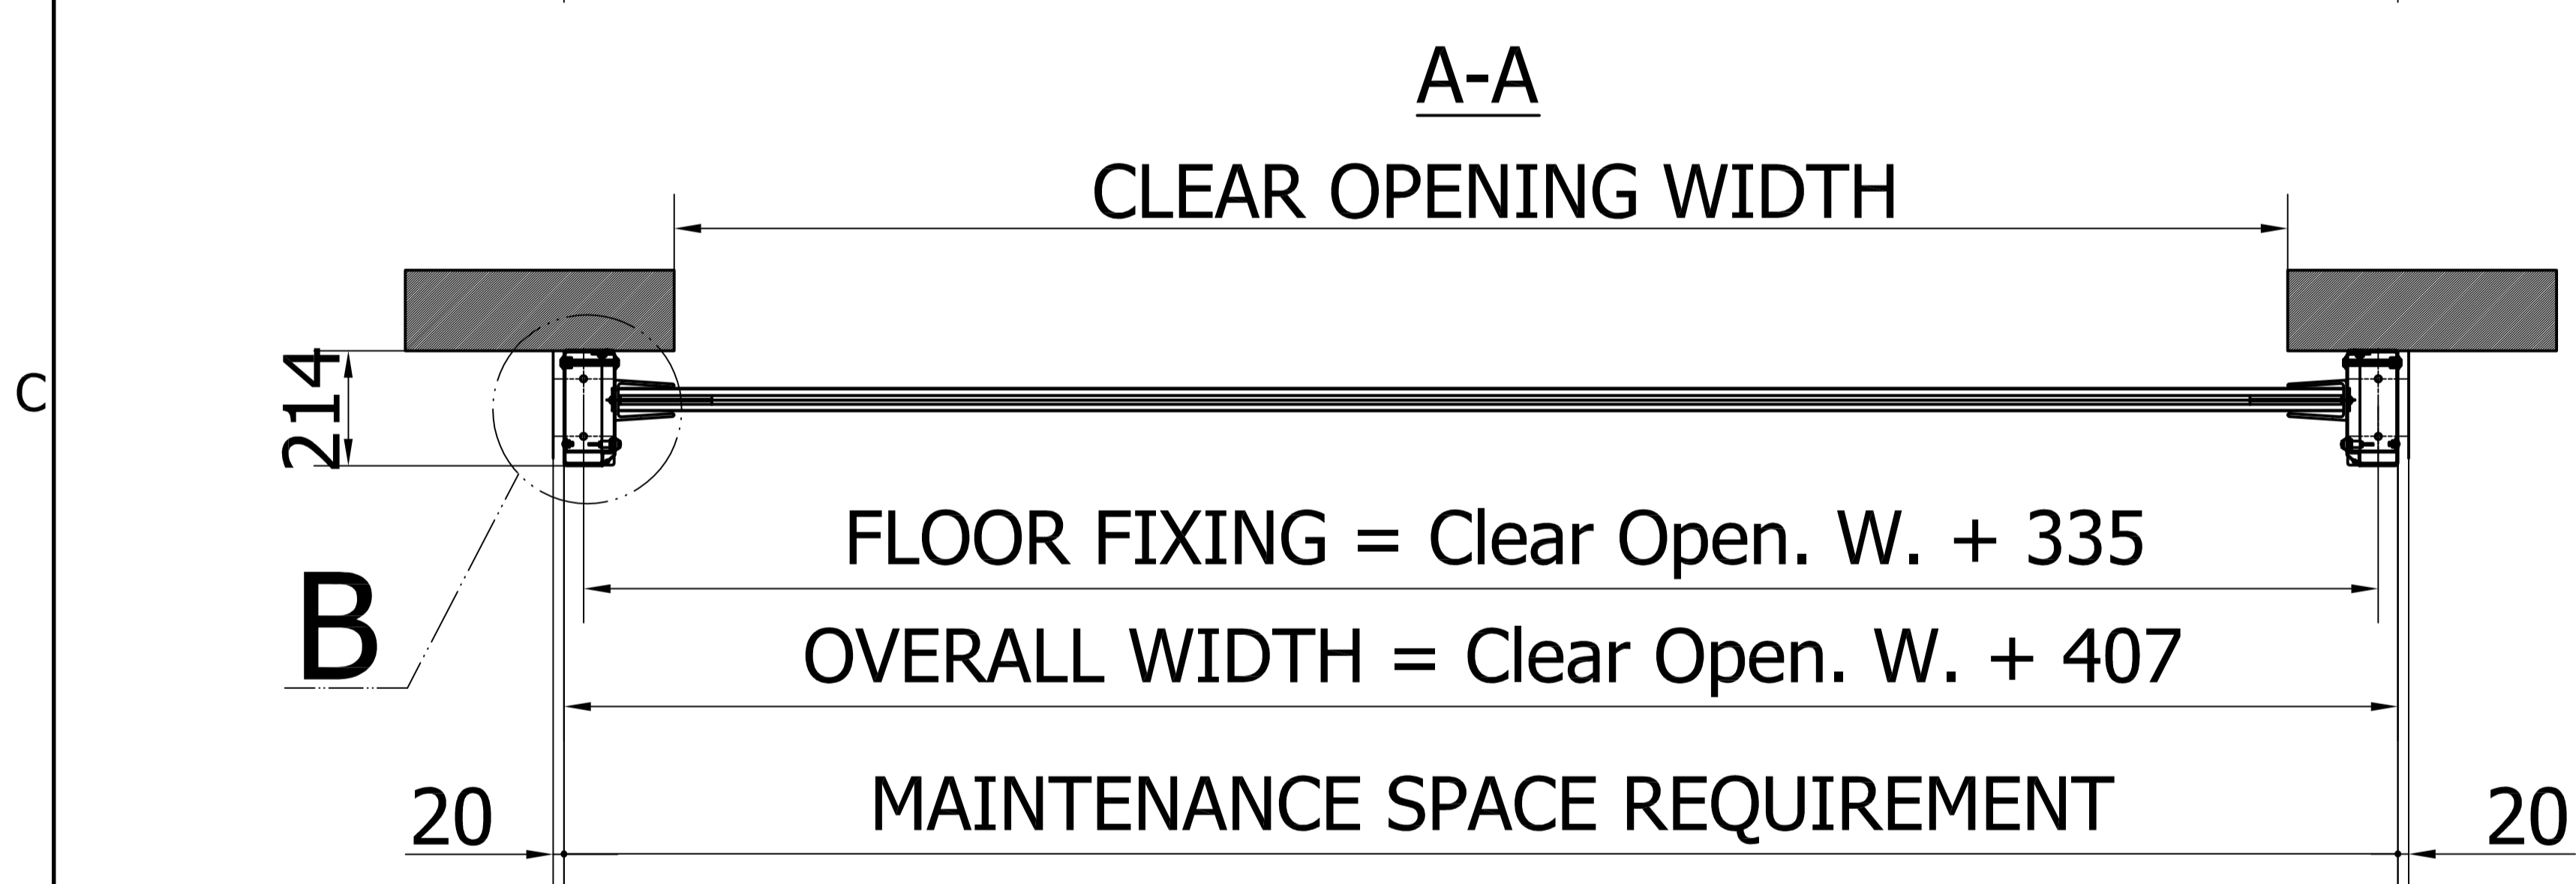 A-A
CLEAR OPENING WIDTH
C
214
FLOOR FIXING = Clear Open. W. + 335
B
OVERALL WIDTH = Clear Open. W. + 407
20
MAINTENANCE SPACE REQUIREMENT
20